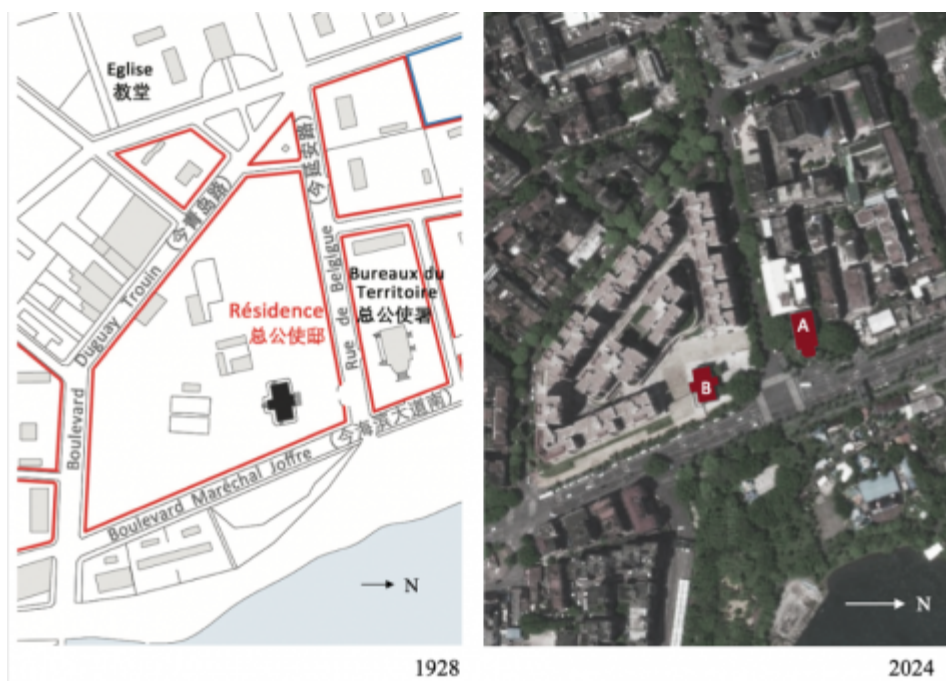 Eglise
教堂
(今青岛路)
(今延安路)
Boulevard Duguay Trouin
Résidence
总公使邸
Rue de Belgigue
Bureaux du
Territoire
总公使署
Boulevard Maréchal Joffre
(今海滨大道南)
N
1928
A
B
N
2024